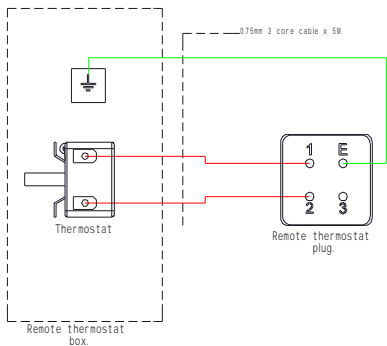 0.75mm 3 core cable x 5M.
1 E
2 3
Thermostat
Remote thermostat
plug.
Remote thermostat
box.